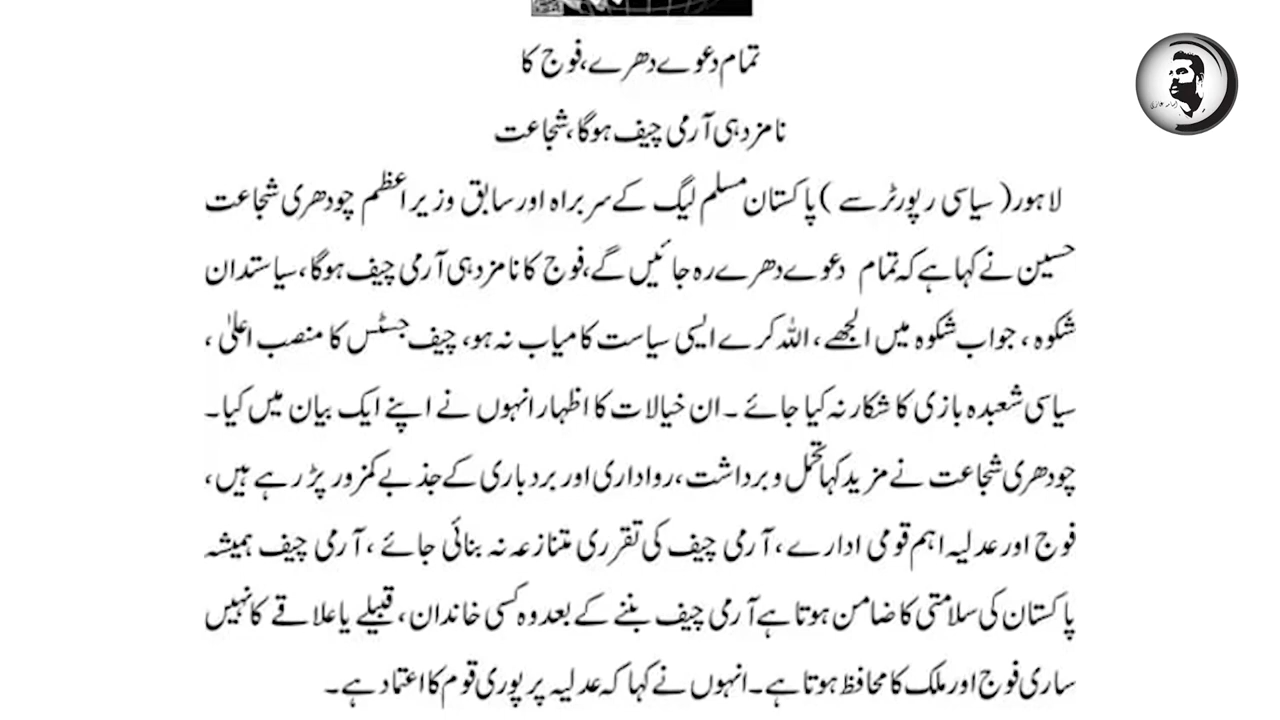 تمام دعوے دھرے، فوج کا
نامزد ہی آرمی چیف ہوگا، شجاعت
لاہور (سیاسی رپورٹر سے) پاکستان مسلم لیگ کے سربراہ اور سابق وزیر اعظم چودھری شجاعت
حسین نے کہا ہے کہ تمام دعوے دھرے رہ جائیں گے، فوج کا نامزد ہی آرمی چیف ہوگا، سیاستدان
شکوہ، جواب شکوہ میں الجھے، اللہ کرے ایسی سیاست کامیاب نہ ہو، چیف جسٹس کا منصب اعلیٰ،
سیاسی شعبدہ بازی کا شکار نہ کیا جائے۔ ان خیالات کا اظہار انہوں نے اپنے ایک بیان میں کیا۔
چودھری شجاعت نے مزید کہا تحمل و برداشت، رواداری اور بردباری کے جذبے کمزور پڑ رہے ہیں،
فوج اور عدلیہ اہم قومی ادارے، آرمی چیف کی تقرری متنازعہ نہ بنائی جائے، آرمی چیف ہمیشہ
پاکستان کی سلامتی کا ضامن ہوتا ہے آرمی چیف بننے کے بعد وہ کسی خاندان، قبیلے یا علاقے کا نہیں
ساری فوج اور ملک کا محافظ ہوتا ہے۔ انہوں نے کہا کہ عدلیہ پر پوری قوم کا اعتماد ہے۔